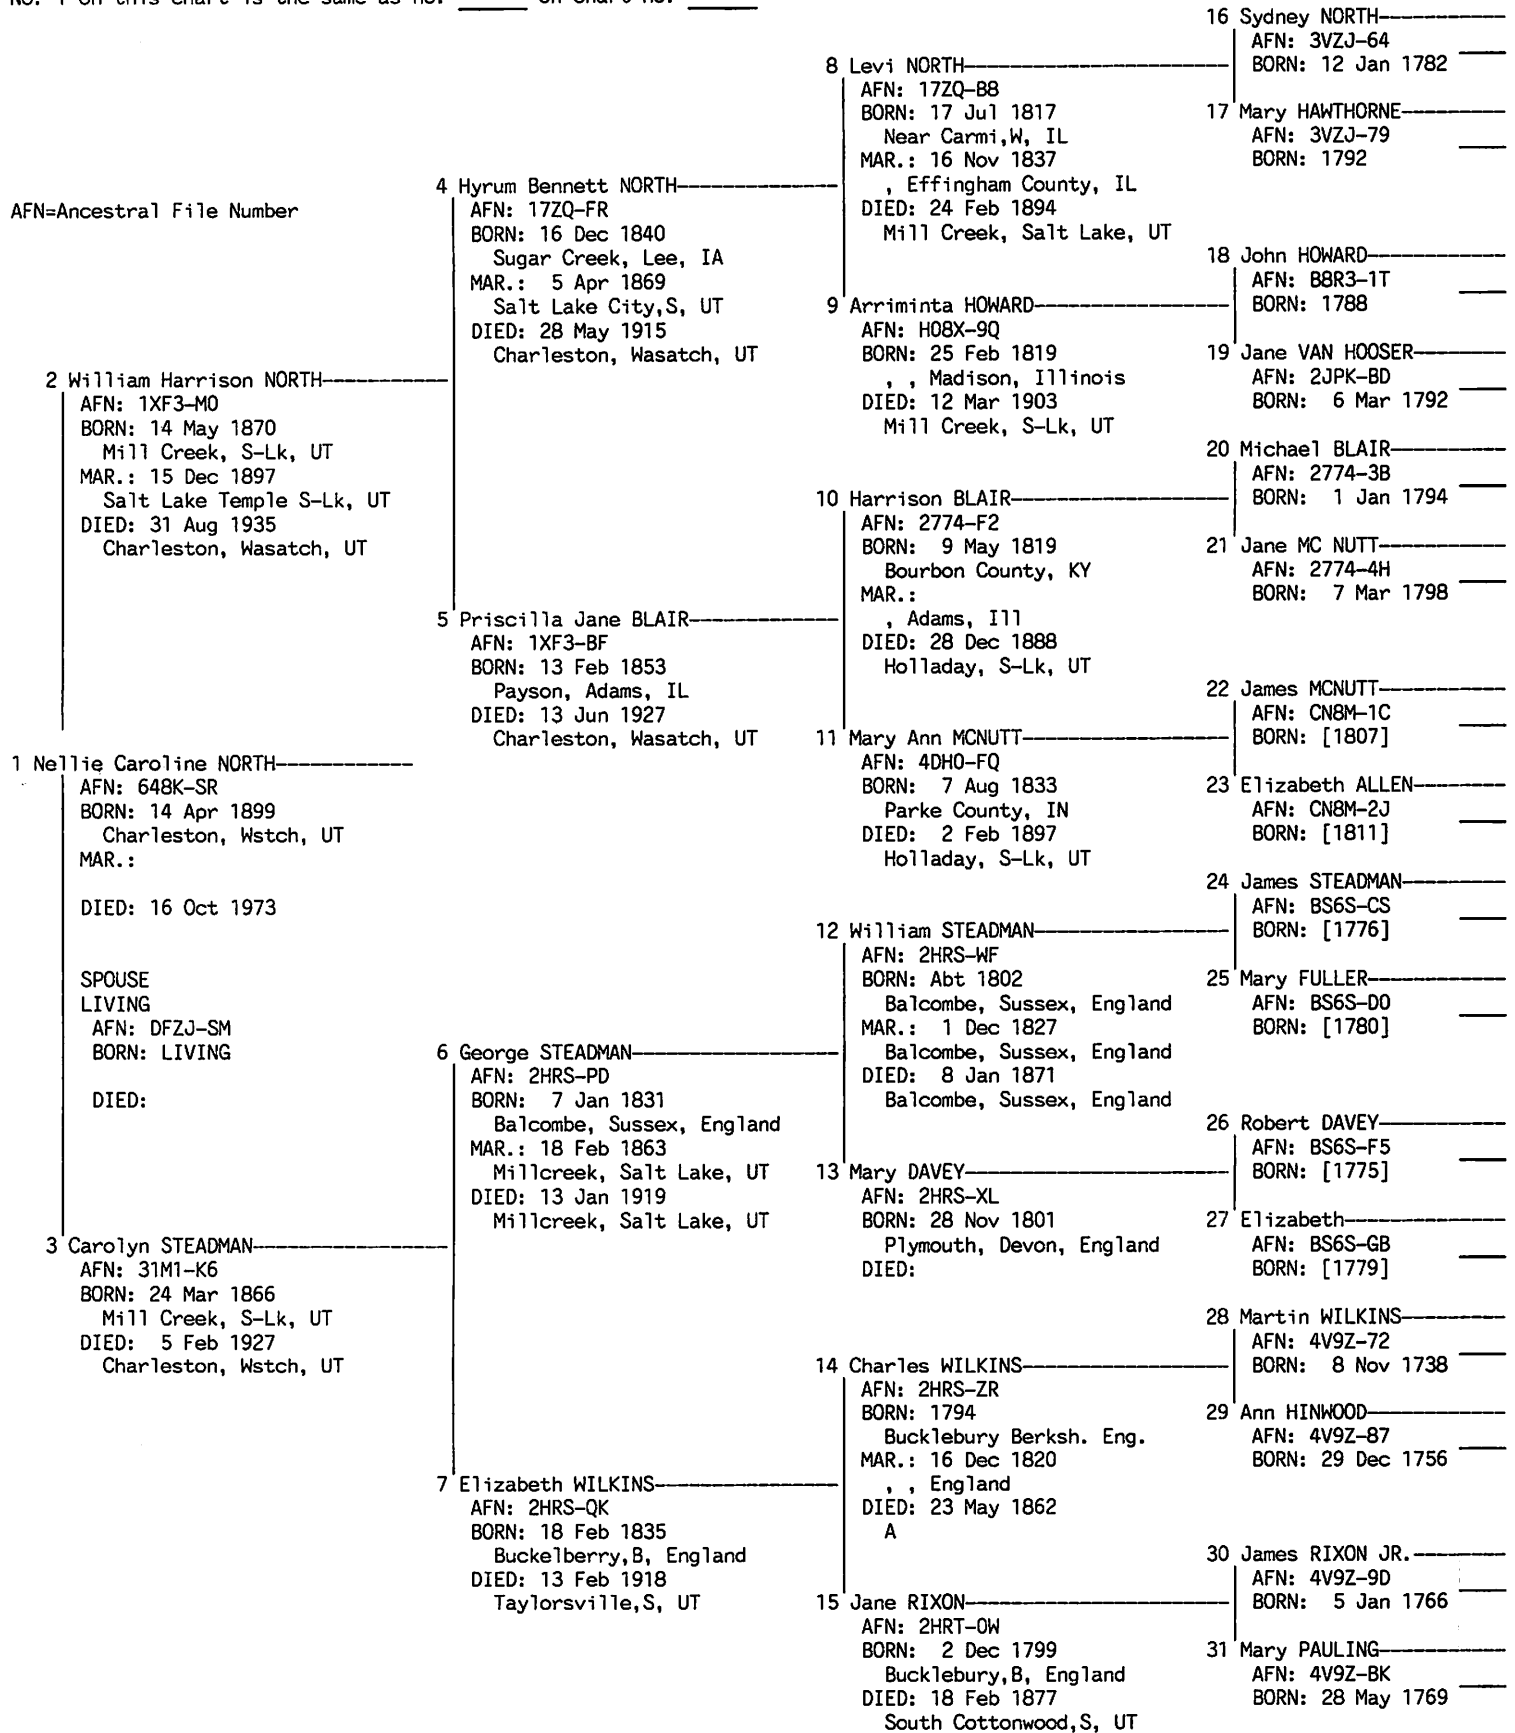 No. 1 on this chart is the same as no. ______ on chart no. ______
AFN=Ancestral File Number
1 Nellie Caroline NORTH
AFN: 648K-SR
BORN: 14 Apr 1899
Charleston, Wstch, UT
MAR.:
DIED: 16 Oct 1973
SPOUSE
LIVING
AFN: DFZJ-SM
BORN: LIVING
DIED:
2 William Harrison NORTH
AFN: 1XF3-M0
BORN: 14 May 1870
Mill Creek, S-Lk, UT
MAR.: 15 Dec 1897
Salt Lake Temple S-Lk, UT
DIED: 31 Aug 1935
Charleston, Wasatch, UT
3 Carolyn STEADMAN
AFN: 31M1-K6
BORN: 24 Mar 1866
Mill Creek, S-Lk, UT
DIED: 5 Feb 1927
Charleston, Wstch, UT
4 Hyrum Bennett NORTH
AFN: 17ZQ-FR
BORN: 16 Dec 1840
Sugar Creek, Lee, IA
MAR.: 5 Apr 1869
Salt Lake City,S, UT
DIED: 28 May 1915
Charleston, Wasatch, UT
5 Priscilla Jane BLAIR
AFN: 1XF3-BF
BORN: 13 Feb 1853
Payson, Adams, IL
DIED: 13 Jun 1927
Charleston, Wasatch, UT
6 George STEADMAN
AFN: 2HRS-PD
BORN: 7 Jan 1831
Balcombe, Sussex, England
MAR.: 18 Feb 1863
Millcreek, Salt Lake, UT
DIED: 13 Jan 1919
Millcreek, Salt Lake, UT
7 Elizabeth WILKINS
AFN: 2HRS-QK
BORN: 18 Feb 1835
Buckelberry,B, England
DIED: 13 Feb 1918
Taylorsville,S, UT
8 Levi NORTH
AFN: 17ZQ-B8
BORN: 17 Jul 1817
Near Carmi,W, IL
MAR.: 16 Nov 1837
, Effingham County, IL
DIED: 24 Feb 1894
Mill Creek, Salt Lake, UT
9 Arriminta HOWARD
AFN: H08X-9Q
BORN: 25 Feb 1819
, , Madison, Illinois
DIED: 12 Mar 1903
Mill Creek, S-Lk, UT
10 Harrison BLAIR
AFN: 2774-F2
BORN: 9 May 1819
Bourbon County, KY
MAR.:
, Adams, Ill
DIED: 28 Dec 1888
Holladay, S-Lk, UT
11 Mary Ann MCNUTT
AFN: 4DH0-FQ
BORN: 7 Aug 1833
Parke County, IN
DIED: 2 Feb 1897
Holladay, S-Lk, UT
12 William STEADMAN
AFN: 2HRS-WF
BORN: Abt 1802
Balcombe, Sussex, England
MAR.: 1 Dec 1827
Balcombe, Sussex, England
DIED: 8 Jan 1871
Balcombe, Sussex, England
13 Mary DAVEY
AFN: 2HRS-XL
BORN: 28 Nov 1801
Plymouth, Devon, England
DIED:
14 Charles WILKINS
AFN: 2HRS-ZR
BORN: 1794
Bucklebury Berksh. Eng.
MAR.: 16 Dec 1820
, , England
DIED: 23 May 1862
A
15 Jane RIXON
AFN: 2HRT-0W
BORN: 2 Dec 1799
Bucklebury,B, England
DIED: 18 Feb 1877
South Cottonwood,S, UT
16 Sydney NORTH
AFN: 3VZJ-64
BORN: 12 Jan 1782
17 Mary HAWTHORNE
AFN: 3VZJ-79
BORN: 1792
18 John HOWARD
AFN: B8R3-1T
BORN: 1788
19 Jane VAN HOOSER
AFN: 2JPK-BD
BORN: 6 Mar 1792
20 Michael BLAIR
AFN: 2774-3B
BORN: 1 Jan 1794
21 Jane MC NUTT
AFN: 2774-4H
BORN: 7 Mar 1798
22 James MCNUTT
AFN: CN8M-1C
BORN: [1807]
23 Elizabeth ALLEN
AFN: CN8M-2J
BORN: [1811]
24 James STEADMAN
AFN: BS6S-CS
BORN: [1776]
25 Mary FULLER
AFN: BS6S-D0
BORN: [1780]
26 Robert DAVEY
AFN: BS6S-F5
BORN: [1775]
27 Elizabeth
AFN: BS6S-GB
BORN: [1779]
28 Martin WILKINS
AFN: 4V9Z-72
BORN: 8 Nov 1738
29 Ann HINWOOD
AFN: 4V9Z-87
BORN: 29 Dec 1756
30 James RIXON JR.
AFN: 4V9Z-9D
BORN: 5 Jan 1766
31 Mary PAULING
AFN: 4V9Z-BK
BORN: 28 May 1769